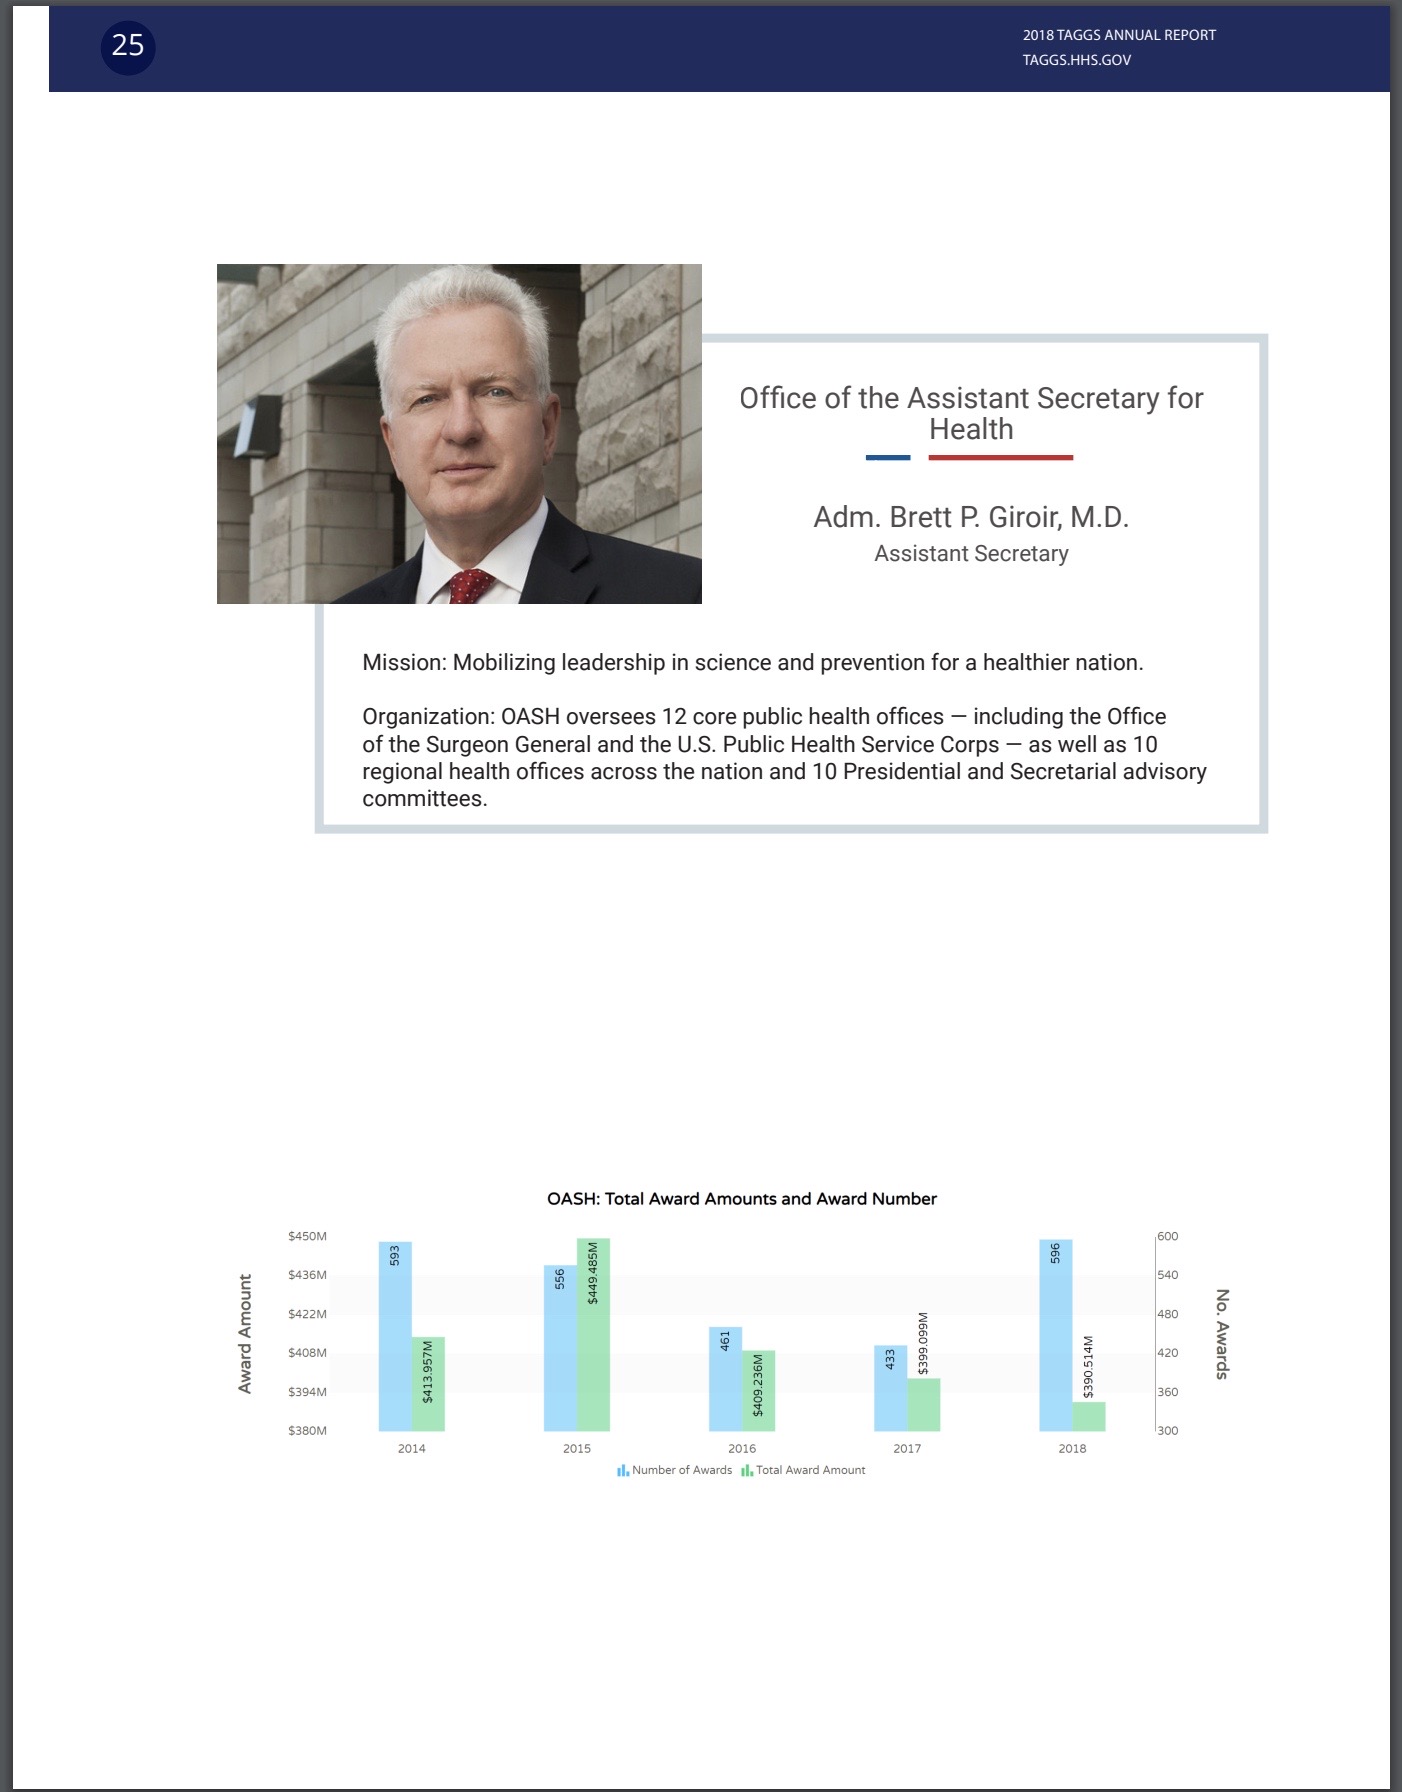 25
2018 TAGGS ANNUAL REPORT
TAGGS.HHS.GOV
Office of the Assistant Secretary for
Health
Adm. Brett P. Giroir, M.D.
Assistant Secretary
Mission: Mobilizing leadership in science and prevention for a healthier nation.
Organization: OASH oversees 12 core public health offices — including the Office
of the Surgeon General and the U.S. Public Health Service Corps — as well as 10
regional health offices across the nation and 10 Presidential and Secretarial advisory
committees.
OASH: Total Award Amounts and Award Number
Award Amount
$450M
$436M
$422M
$408M
$394M
$380M
593
$413.957M
556
$449.485M
461
$409.236M
433
$399.099M
596
$390.514M
600
540
480
420
360
300
No. Awards
2014 2015 2016 2017 2018
Number of Awards Total Award Amount